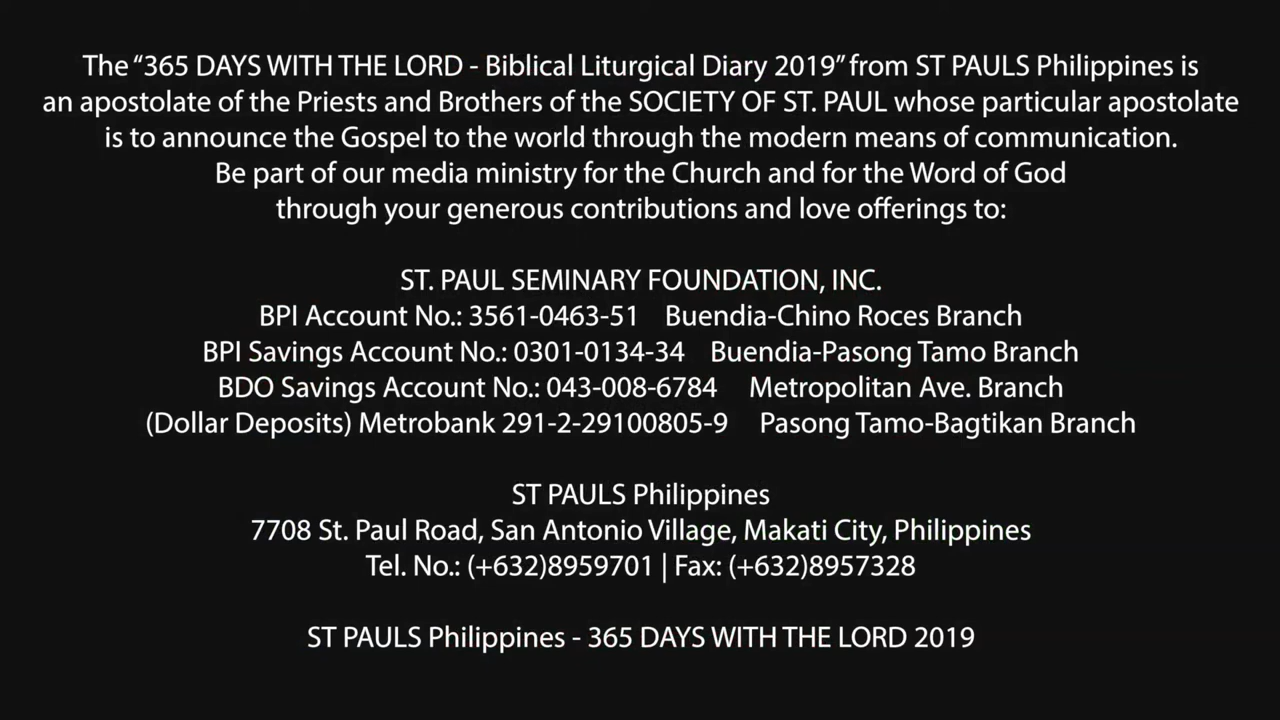 The “365 DAYS WITH THE LORD - Biblical Liturgical Diary 2019” from ST PAULS Philippines is
an apostolate of the Priests and Brothers of the SOCIETY OF ST. PAUL whose particular apostolate
is to announce the Gospel to the world through the modern means of communication.
Be part of our media ministry for the Church and for the Word of God
through your generous contributions and love offerings to:
ST. PAUL SEMINARY FOUNDATION, INC.
BPI Account No.: 3561-0463-51 Buendia-Chino Roces Branch
BPI Savings Account No.: 0301-0134-34 Buendia-Pasong Tamo Branch
BDO Savings Account No.: 043-008-6784 Metropolitan Ave. Branch
(Dollar Deposits) Metrobank 291-2-29100805-9 Pasong Tamo-Bagtikan Branch
ST PAULS Philippines
7708 St. Paul Road, San Antonio Village, Makati City, Philippines
Tel. No.: (+632)8959701 | Fax: (+632)8957328
ST PAULS Philippines - 365 DAYS WITH THE LORD 2019